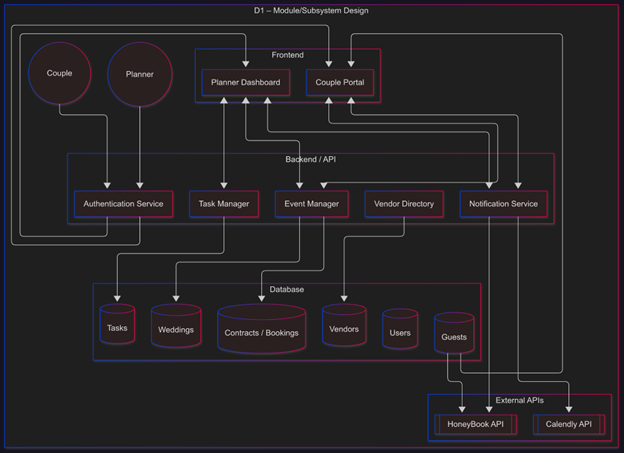 D1 – Module/Subsystem Design
Frontend
Couple
Planner
Planner Dashboard
Couple Portal
Backend / API
Authentication Service
Task Manager
Event Manager
Vendor Directory
Notification Service
Database
Tasks
Weddings
Contracts / Bookings
Vendors
Users
Guests
External APIs
HoneyBook API
Calendly API